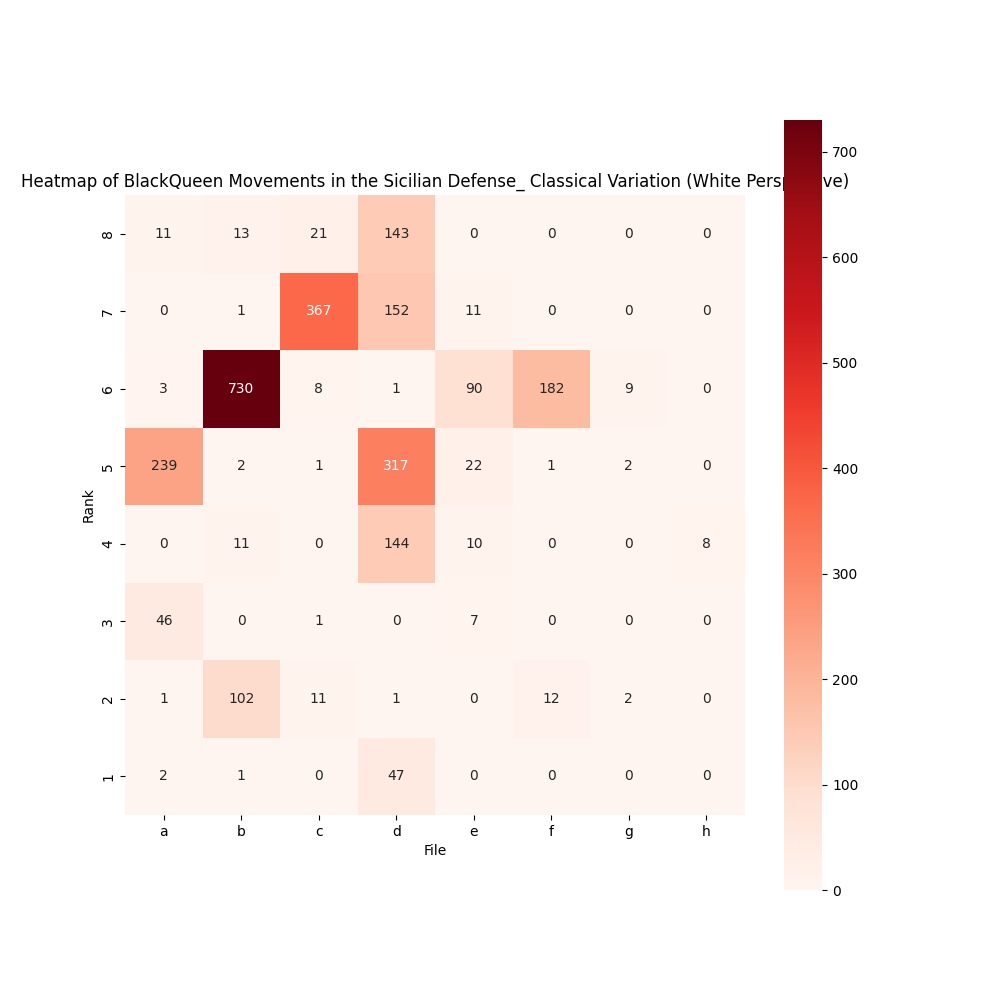 Heatmap of BlackQueen Movements in the Sicilian Defense_ Classical Variation (White Persp ve)
8 11 13 21 143 0 0 0 0
7 0 1 367 152 11 0 0 0
6 3 730 8 1 90 182 9 0
5 239 2 1 317 22 1 2 0
4 0 11 0 144 10 0 0 8
3 46 0 1 0 7 0 0 0
2 1 102 11 1 0 12 2 0
1 2 1 0 47 0 0 0 0
Rank
a b c d e f g h
File
700
600
500
400
300
200
100
0